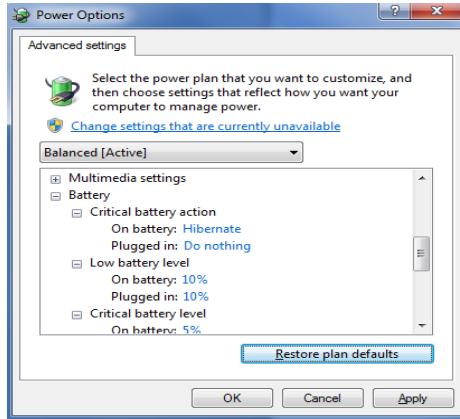 Power Options
Advanced settings
Select the power plan that you want to customize, and
then choose settings that reflect how you want your
computer to manage power.
Change settings that are currently unavailable
Balanced [Active]
Multimedia settings
Battery
Critical battery action
On battery: Hibernate
Plugged in: Do nothing
Low battery level
On battery: 10%
Plugged in: 10%
Critical battery level
On battery: 5%
Restore plan defaults
OK Cancel Apply